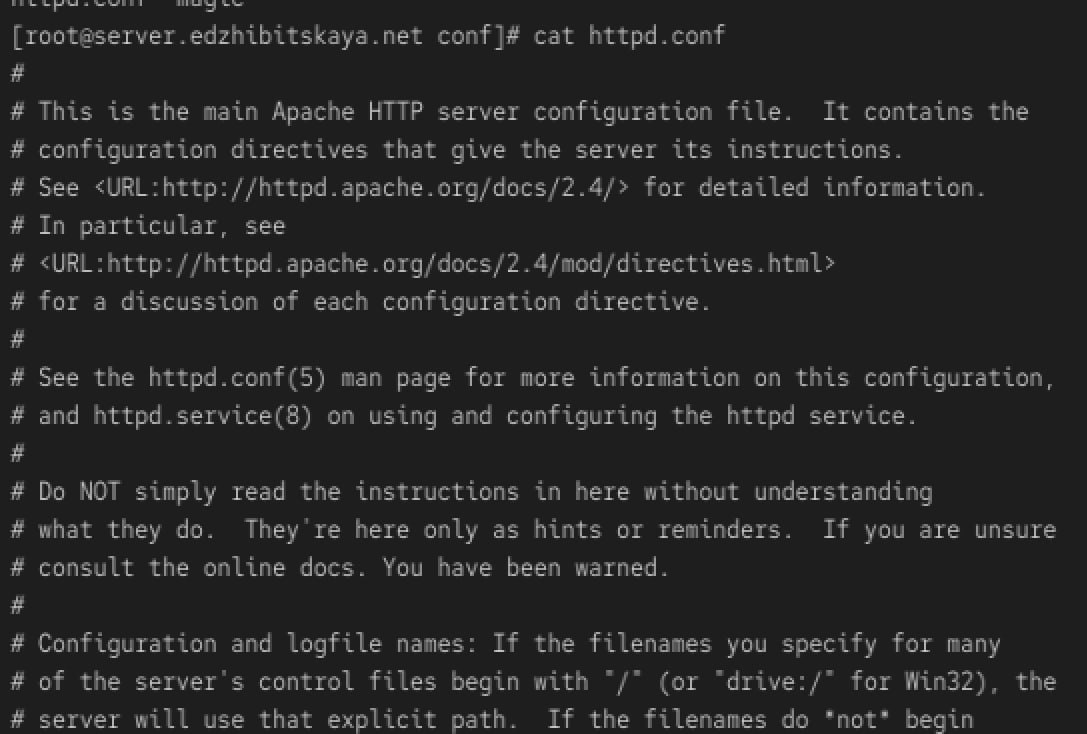 httpd.conf  magic
[root@server.edzhibitskaya.net conf]# cat httpd.conf
#
# This is the main Apache HTTP server configuration file.  It contains the
# configuration directives that give the server its instructions.
# See <URL:http://httpd.apache.org/docs/2.4/> for detailed information.
# In particular, see
# <URL:http://httpd.apache.org/docs/2.4/mod/directives.html>
# for a discussion of each configuration directive.
#
# See the httpd.conf(5) man page for more information on this configuration,
# and httpd.service(8) on using and configuring the httpd service.
#
# Do NOT simply read the instructions in here without understanding
# what they do.  They're here only as hints or reminders.  If you are unsure
# consult the online docs. You have been warned.
#
# Configuration and logfile names: If the filenames you specify for many
# of the server's control files begin with "/" (or "drive:/" for Win32), the
# server will use that explicit path.  If the filenames do *not* begin